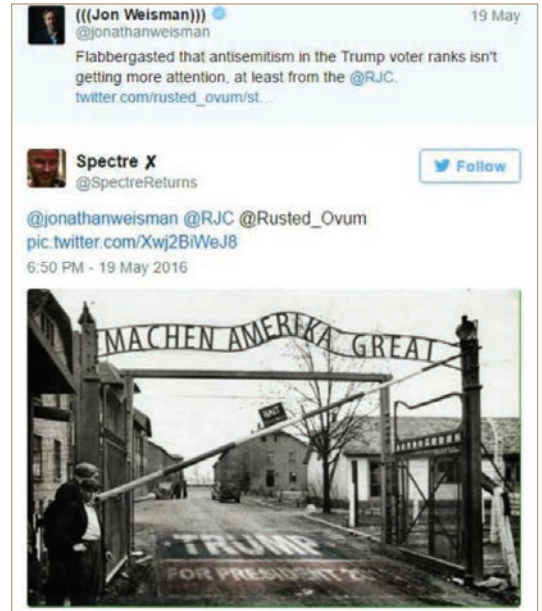 (((Jon Weisman)))
19 May
@jonathanweisman
Flabbergasted that antisemitism in the Trump voter ranks isn't
getting more attention, at least from the @RJC.
twitter.com/rusted_ovum/st...
Spectre ✗
Follow
@SpectreReturns
@jonathanweisman @RJC @Rusted_Ovum
pic.twitter.com/Xwj2BiWeJ8
6:50 PM - 19 May 2016
MACHEN AMERIKA GREAT
HALT
TRUMP
FOR PRESIDENT